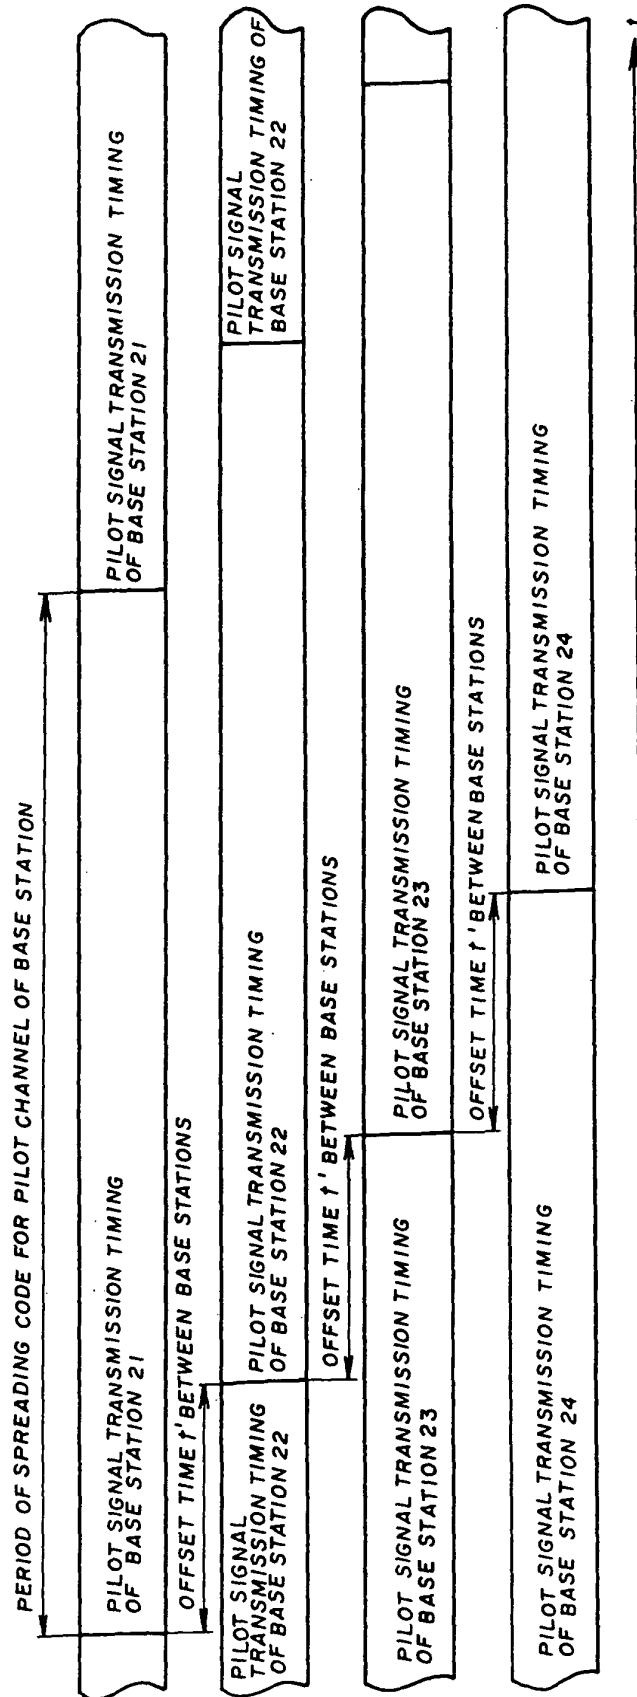 PERIOD OF SPREADING CODE FOR PILOT CHANNEL OF BASE STATION
PILOT SIGNAL TRANSMISSION TIMING
OF BASE STATION 21
PILOT SIGNAL TRANSMISSION TIMING
OF BASE STATION 21
OFFSET TIME t' BETWEEN BASE STATIONS
PILOT SIGNAL
TRANSMISSION TIMING
OF BASE STATION 22
PILOT SIGNAL TRANSMISSION TIMING
OF BASE STATION 22
PILOT SIGNAL
TRANSMISSION TIMING OF
BASE STATION 22
OFFSET TIME t' BETWEEN BASE STATIONS
PILOT SIGNAL TRANSMISSION TIMING
OF BASE STATION 23
PILOT SIGNAL TRANSMISSION TIMING
OF BASE STATION 23
OFFSET TIME t' BETWEEN BASE STATIONS
PILOT SIGNAL TRANSMISSION TIMING
OF BASE STATION 24
PILOT SIGNAL TRANSMISSION TIMING
OF BASE STATION 24
t